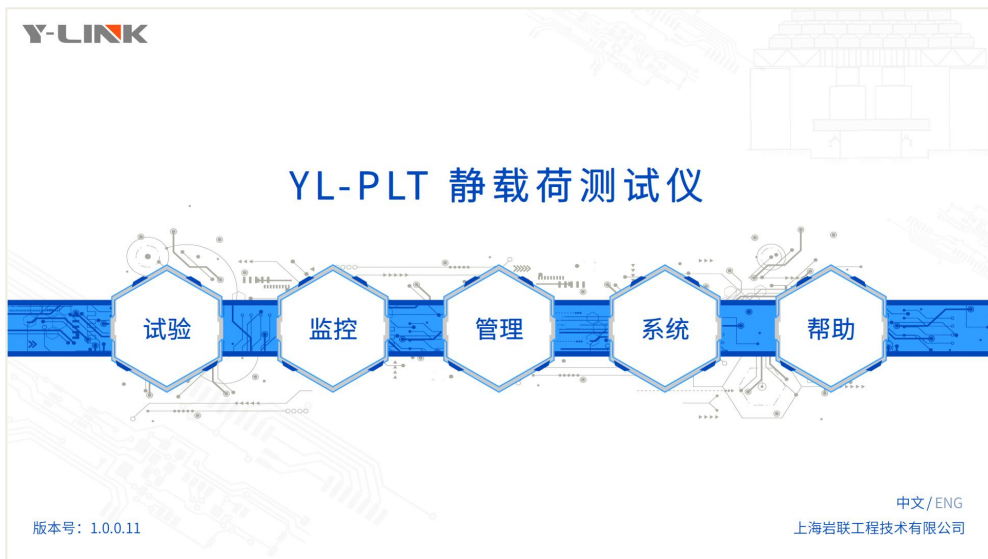 Y-LINK
YL-PLT 静载荷测试仪
试验
监控
管理
系统
帮助
中文/ENG
版本号：1.0.0.11
上海岩联工程技术有限公司